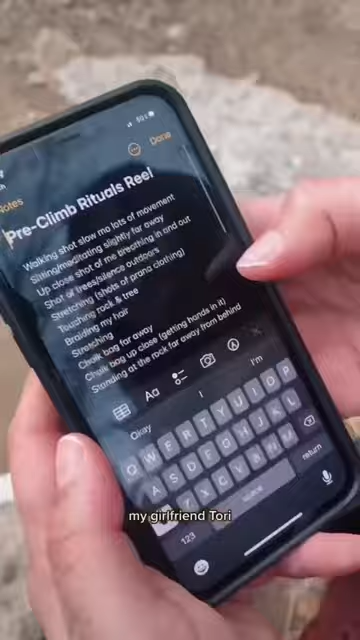 Notes
Done
Pre-Climb Rituals Reel
Walking shot slow mo lots of movement
Sitting/meditating slightly far away
Up close shot of me breathing in and out
Shot of trees/silence outdoors
Stretching (shots of prana clothing)
Touching rock & tree
Braiding my hair
Stretching
Chalk bag far away
Chalk bag up close (getting hands in it)
Standing at the rock far away from behind
Aa
Okay
I
I'm
Q W E R T Y U I O P
A S D F G H J K L
Z X C V B N M
123
space
return
my girlfriend Tori